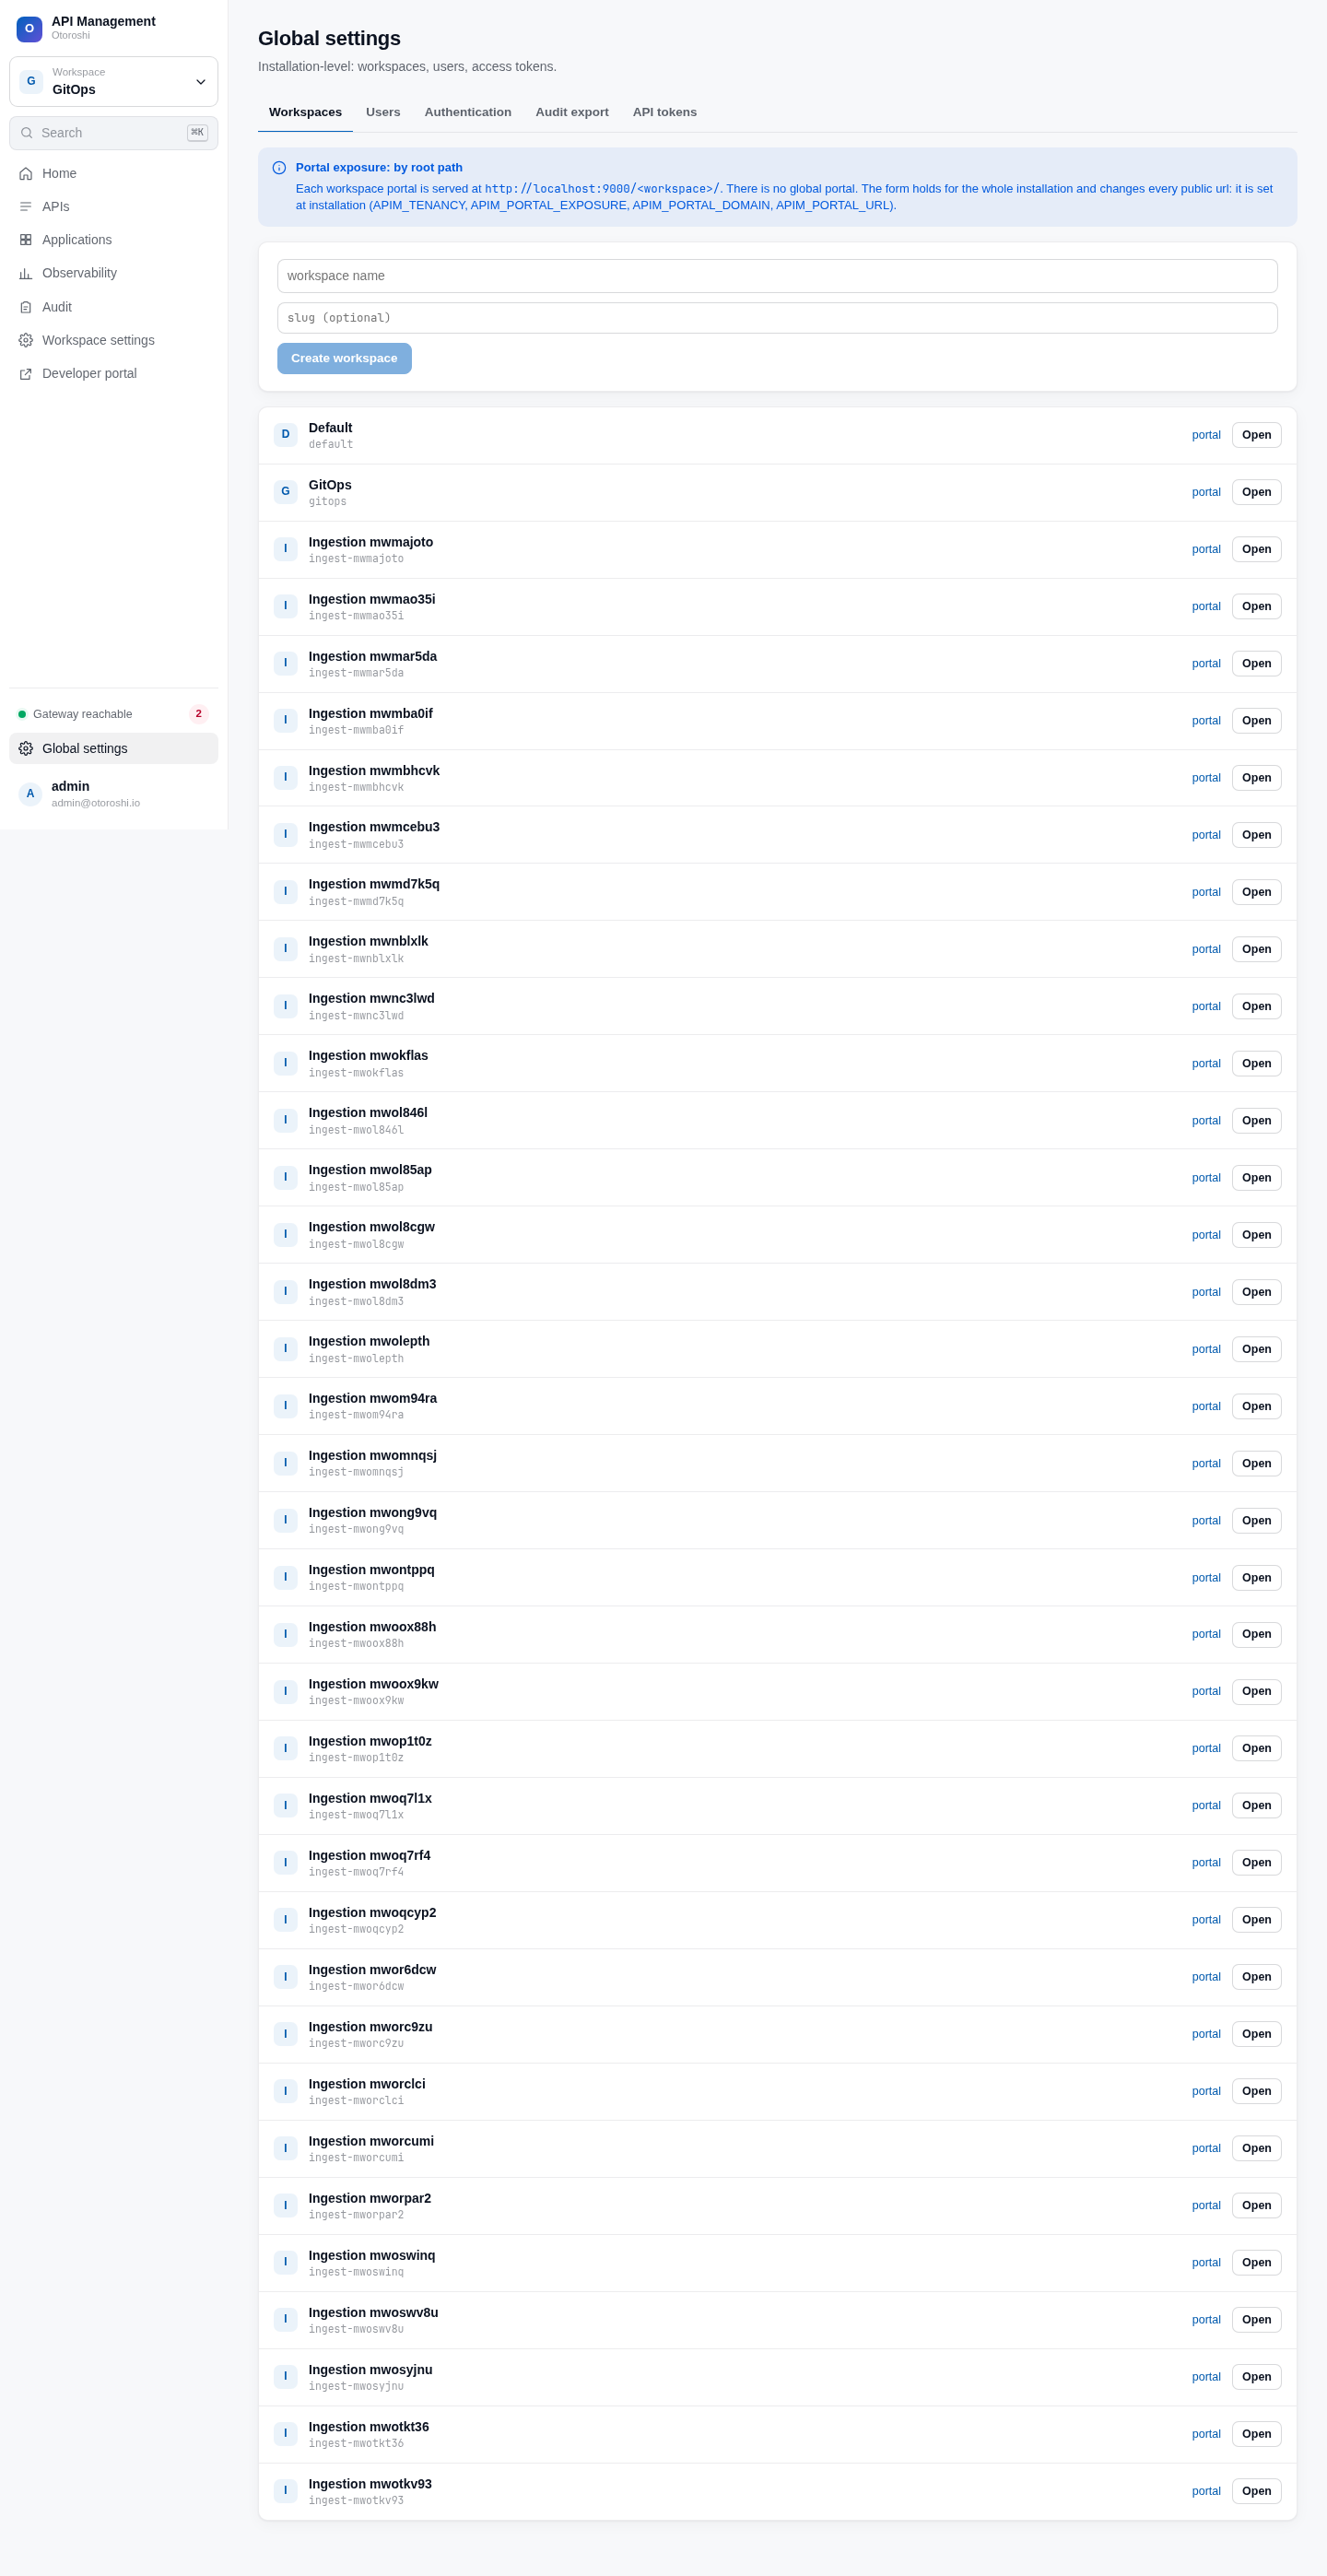 O
API Management
Otoroshi
G
Workspace
GitOps
Search
⌘K
Home
APIs
Applications
Observability
Audit
Workspace settings
Developer portal
Gateway reachable
2
Global settings
A
admin
admin@otoroshi.io
Global settings
Installation-level: workspaces, users, access tokens.
Workspaces Users Authentication Audit export API tokens
Portal exposure: by root path
Each workspace portal is served at http://localhost:9000/<workspace>/. There is no global portal. The form holds for the whole installation and changes every public url: it is set
at installation (APIM_TENANCY, APIM_PORTAL_EXPOSURE, APIM_PORTAL_DOMAIN, APIM_PORTAL_URL).
workspace name
slug (optional)
Create workspace
D Default portal Open
default
G GitOps portal Open
gitops
I Ingestion mwmajoto portal Open
ingest-mwmajoto
I Ingestion mwmao35i portal Open
ingest-mwmao35i
I Ingestion mwmar5da portal Open
ingest-mwmar5da
I Ingestion mwmba0if portal Open
ingest-mwmba0if
I Ingestion mwmbhcvk portal Open
ingest-mwmbhcvk
I Ingestion mwmcebu3 portal Open
ingest-mwmcebu3
I Ingestion mwmd7k5q portal Open
ingest-mwmd7k5q
I Ingestion mwnblxlk portal Open
ingest-mwnblxlk
I Ingestion mwnc3lwd portal Open
ingest-mwnc3lwd
I Ingestion mwokflas portal Open
ingest-mwokflas
I Ingestion mwol846l portal Open
ingest-mwol846l
I Ingestion mwol85ap portal Open
ingest-mwol85ap
I Ingestion mwol8cgw portal Open
ingest-mwol8cgw
I Ingestion mwol8dm3 portal Open
ingest-mwol8dm3
I Ingestion mwolepth portal Open
ingest-mwolepth
I Ingestion mwom94ra portal Open
ingest-mwom94ra
I Ingestion mwomnqsj portal Open
ingest-mwomnqsj
I Ingestion mwong9vq portal Open
ingest-mwong9vq
I Ingestion mwontppq portal Open
ingest-mwontppq
I Ingestion mwoox88h portal Open
ingest-mwoox88h
I Ingestion mwoox9kw portal Open
ingest-mwoox9kw
I Ingestion mwop1t0z portal Open
ingest-mwop1t0z
I Ingestion mwoq7l1x portal Open
ingest-mwoq7l1x
I Ingestion mwoq7rf4 portal Open
ingest-mwoq7rf4
I Ingestion mwoqcyp2 portal Open
ingest-mwoqcyp2
I Ingestion mwor6dcw portal Open
ingest-mwor6dcw
I Ingestion mworc9zu portal Open
ingest-mworc9zu
I Ingestion mworclci portal Open
ingest-mworclci
I Ingestion mworcumi portal Open
ingest-mworcumi
I Ingestion mworpar2 portal Open
ingest-mworpar2
I Ingestion mwoswinq portal Open
ingest-mwoswinq
I Ingestion mwoswv8u portal Open
ingest-mwoswv8u
I Ingestion mwosyjnu portal Open
ingest-mwosyjnu
I Ingestion mwotkt36 portal Open
ingest-mwotkt36
I Ingestion mwotkv93 portal Open
ingest-mwotkv93